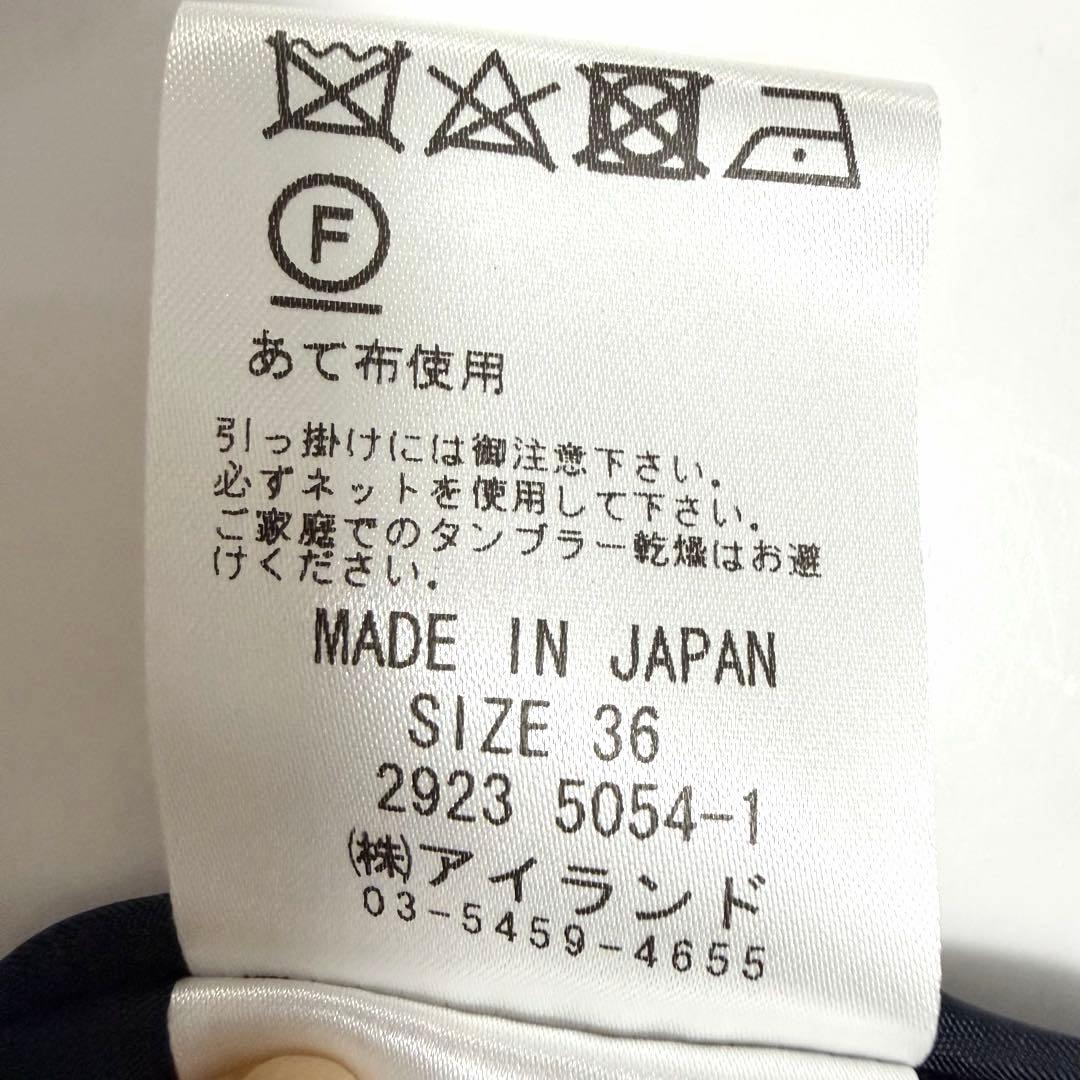 F
あて布使用
引っ掛けには御注意下さい。
必ずネットを使用して下さい。
ご家庭でのタンブラー乾燥はお避
けください。
MADE IN JAPAN
SIZE 36
2923 5054-1
㈱アイランド
03-5459-4655